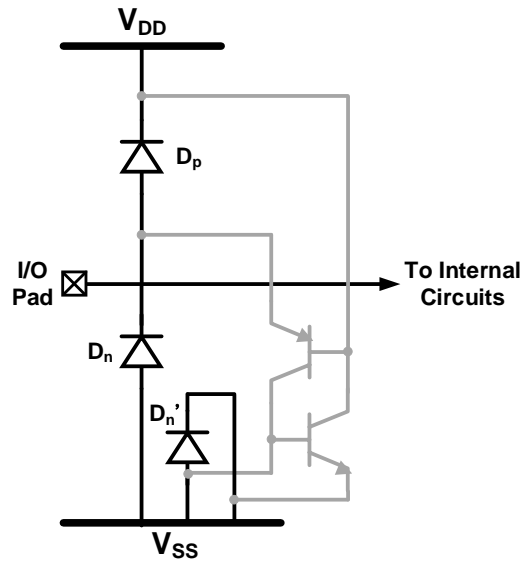 V_DD
D_p
I/O
Pad
To Internal
Circuits
D_n
D_n'
V_SS